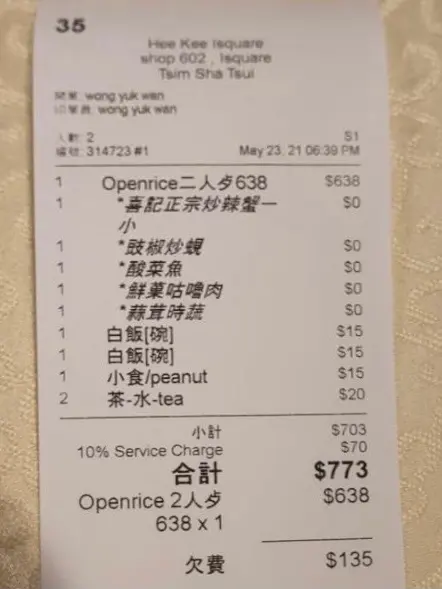 35
Hee Kee Isquare
shop 602 , Isquare
Tsim Sha Tsui
wong yuk wan
wong yuk wan
人數: 2 S1
編號: 314723 #1 May 23, 21 06:39 PM
1 Openrice二人歺638 $638
1 *喜記正宗炒辣蟹一 $0
小
1 *豉椒炒蜆 $0
1 *酸菜魚 $0
1 *鮮菓咕嚕肉 $0
1 *蒜茸時蔬 $0
1 白飯[碗] $15
1 白飯[碗] $15
1 小食/peanut $15
2 茶-水-tea $20
小計 $703
10% Service Charge $70
合計 $773
Openrice 2人歺 $638
638 x 1
欠費 $135